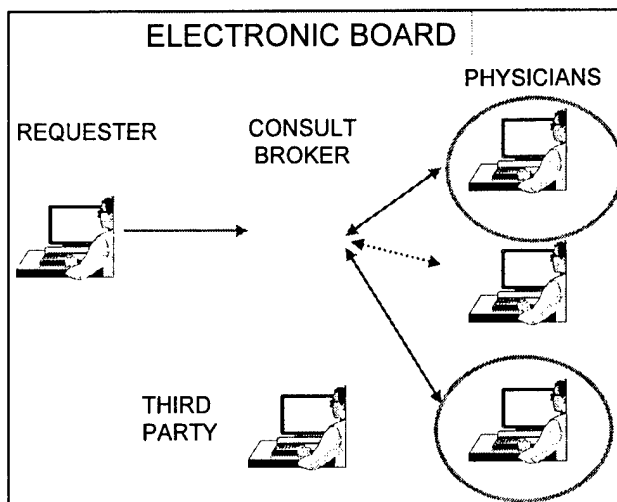 ELECTRONIC BOARD
PHYSICIANS
REQUESTER
CONSULT
BROKER
THIRD
PARTY